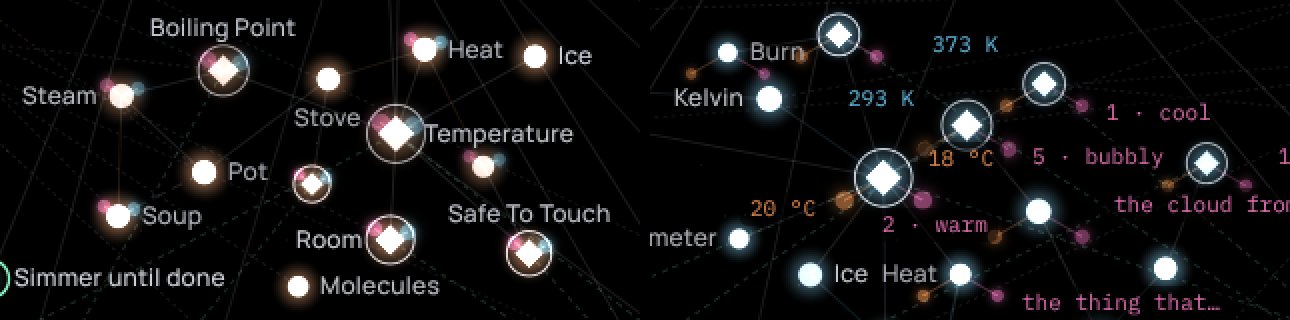 Boiling Point
Heat
Ice
Steam
Stove
Temperature
Pot
Soup
Safe To Touch
Room
Simmer until done
Molecules
373 K
Burn
Kelvin
293 K
1 · cool
18 °C
5 · bubbly
1
20 °C
the cloud from
2 · warm
meter
Ice
Heat
the thing that…